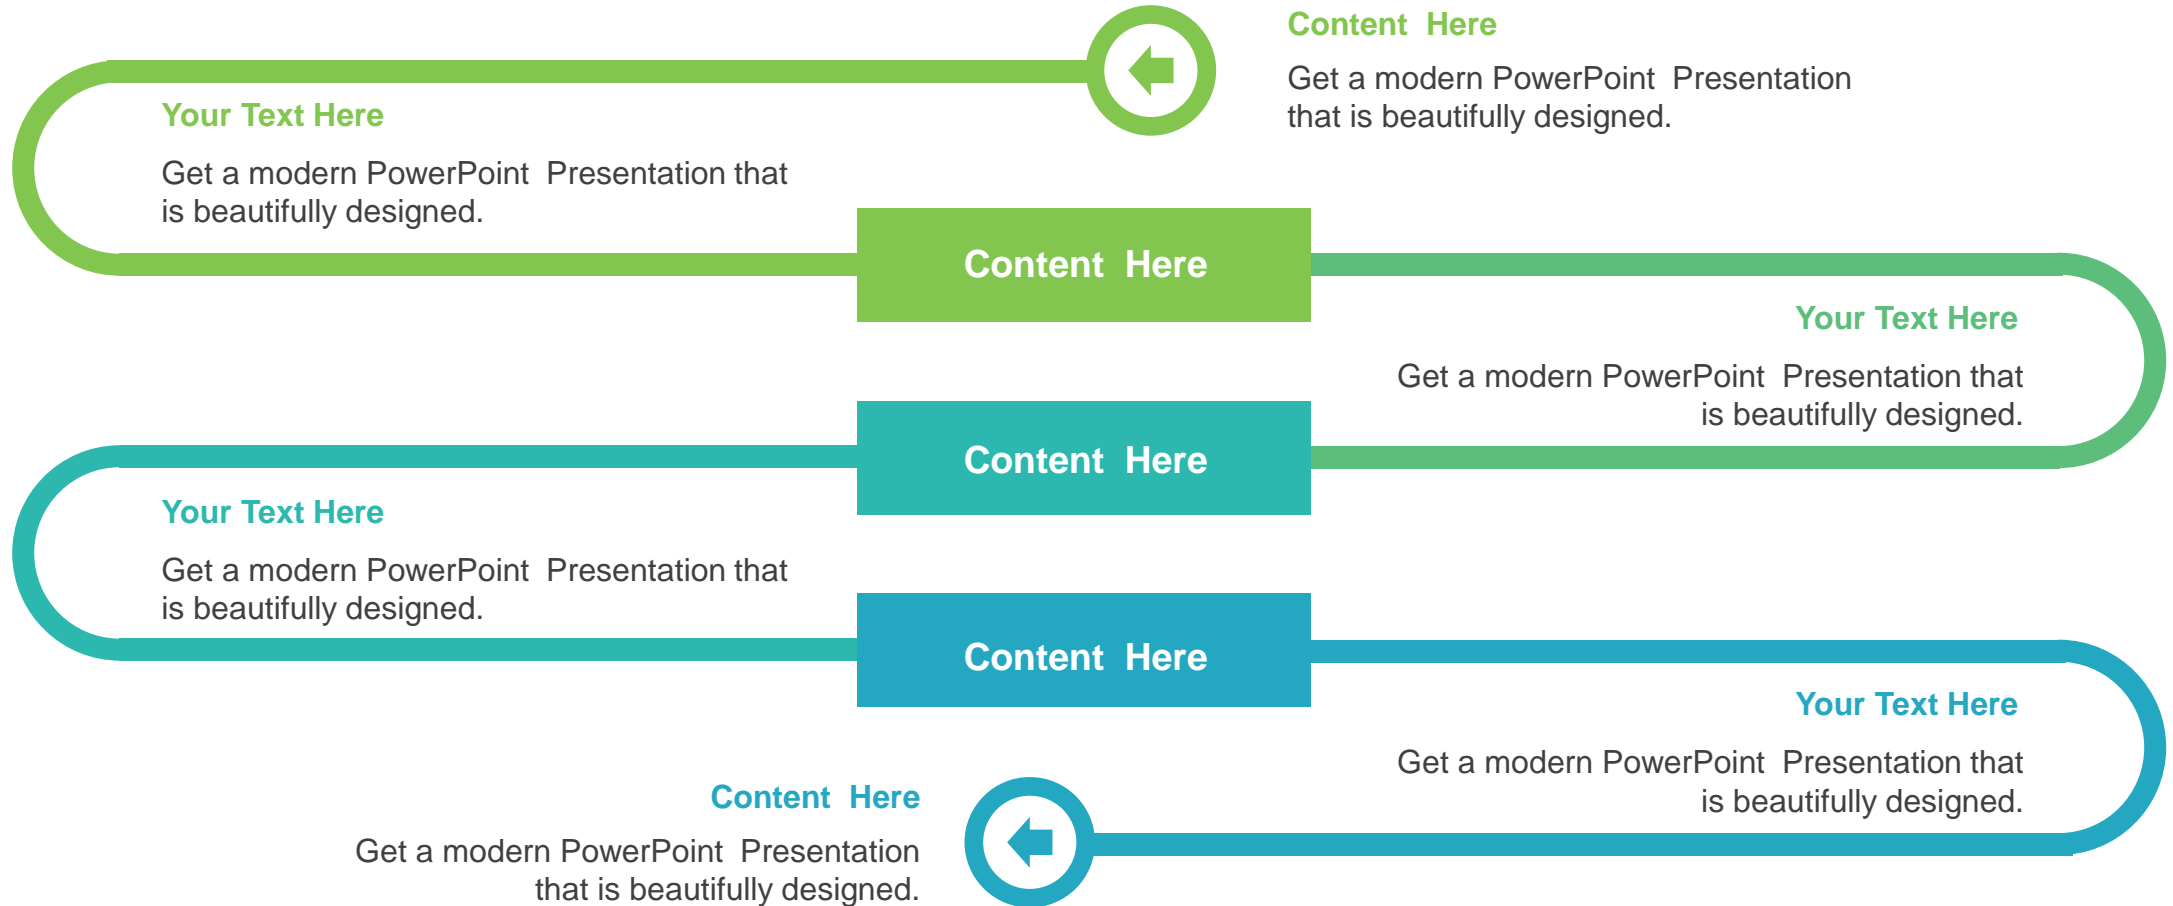 Content Here
Get a modern PowerPoint Presentation
that is beautifully designed.
Your Text Here
Get a modern PowerPoint Presentation that
is beautifully designed.
Content Here
Your Text Here
Get a modern PowerPoint Presentation that
is beautifully designed.
Content Here
Your Text Here
Get a modern PowerPoint Presentation that
is beautifully designed.
Content Here
Your Text Here
Get a modern PowerPoint Presentation that
is beautifully designed.
Content Here
Get a modern PowerPoint Presentation
that is beautifully designed.